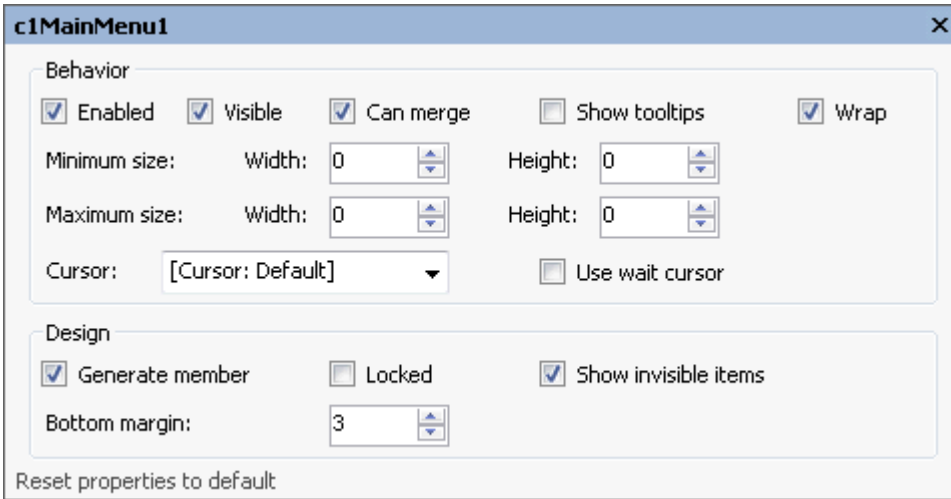 c1MainMenu1
Behavior
Enabled Visible Can merge Show tooltips Wrap
Minimum size: Width: 0 Height: 0
Maximum size: Width: 0 Height: 0
Cursor: [Cursor: Default] Use wait cursor
Design
Generate member Locked Show invisible items
Bottom margin: 3
Reset properties to default